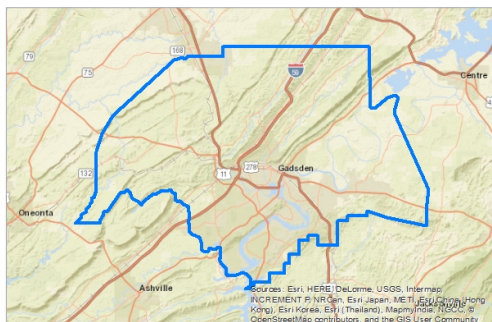 79
168
75
59
Centre
132
11
278
Gadsden
Oneonta
Ashville
Jacksonville
Sources: Esri, HERE, DeLorme, USGS, Intermap,
INCREMENT P, NRCan, Esri Japan, METI, Esri China (Hong
Kong), Esri Korea, Esri (Thailand), MapmyIndia, NGCC, ©
OpenStreetMap contributors, and the GIS User Community